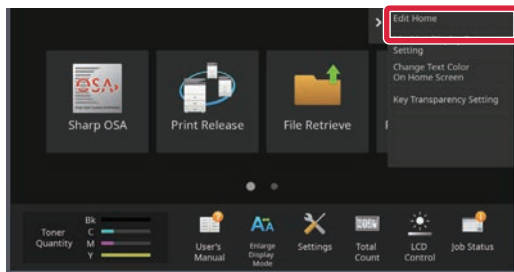 Edit Home
Setting
Change Text Color
On Home Screen
Key Transparency Setting
OSA
Sharp OSA
Print Release
File Retrieve
Toner
Quantity
Bk
C
M
Y
User's
Manual
Enlarge
Display
Mode
Settings
Total
Count
LCD
Control
Job Status